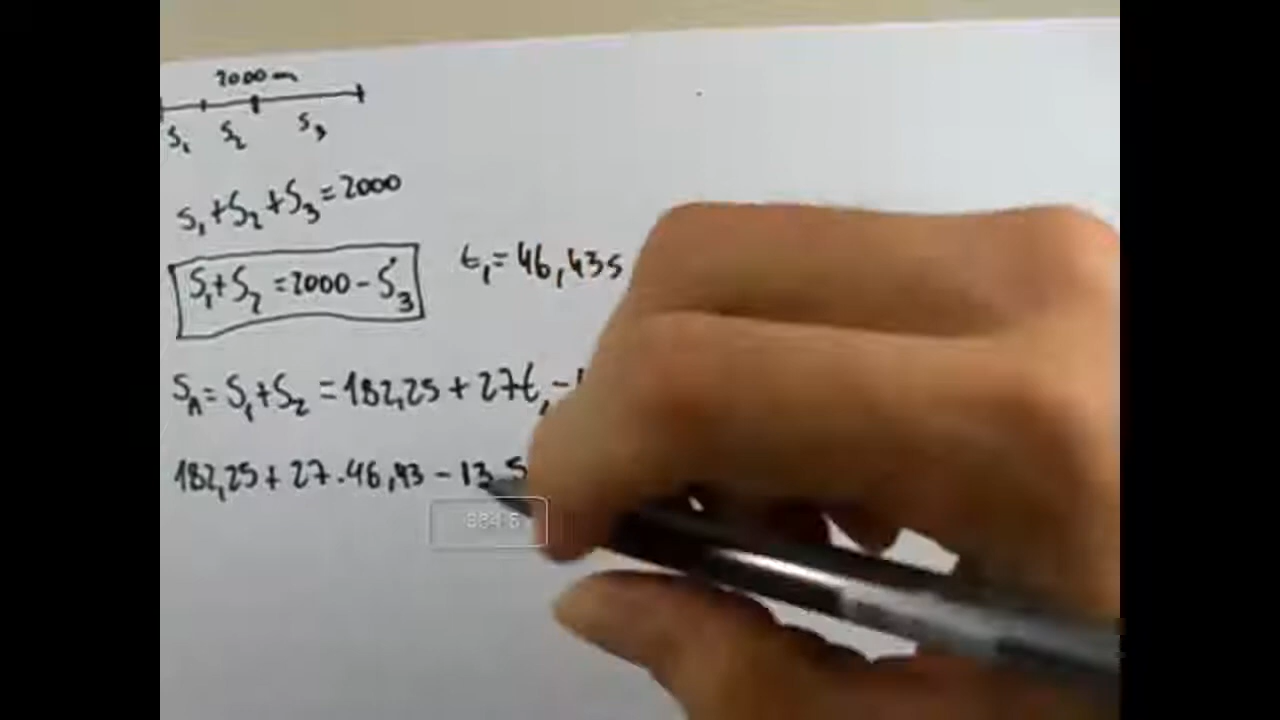 2000 m
S₁ S₂ S₃
S₁+S₂+S₃=2000
S₁+S₂=2000-S₃
t₁=46,43s
Sₙ=S₁+S₂=182,25+27t₁-
182,25+27·46,43-13,5